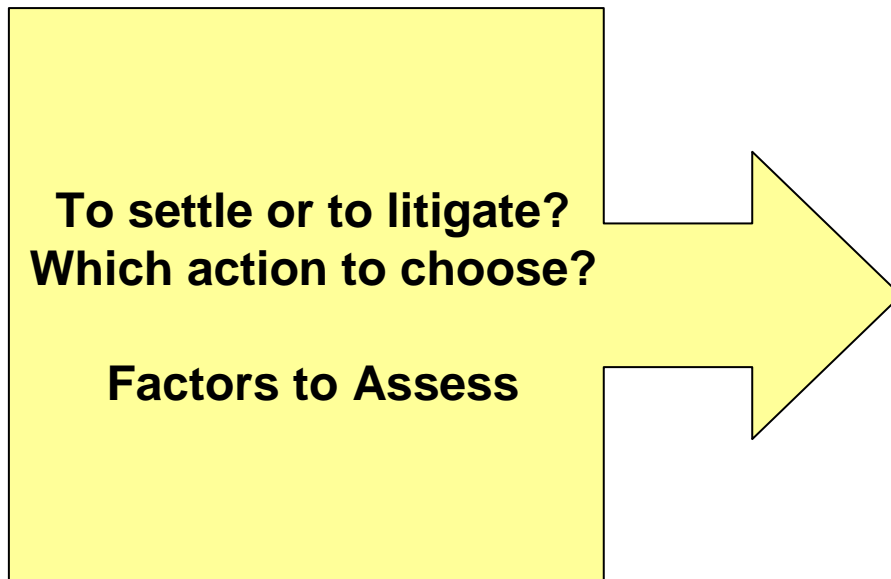 To settle or to litigate?
Which action to choose?
Factors to Assess